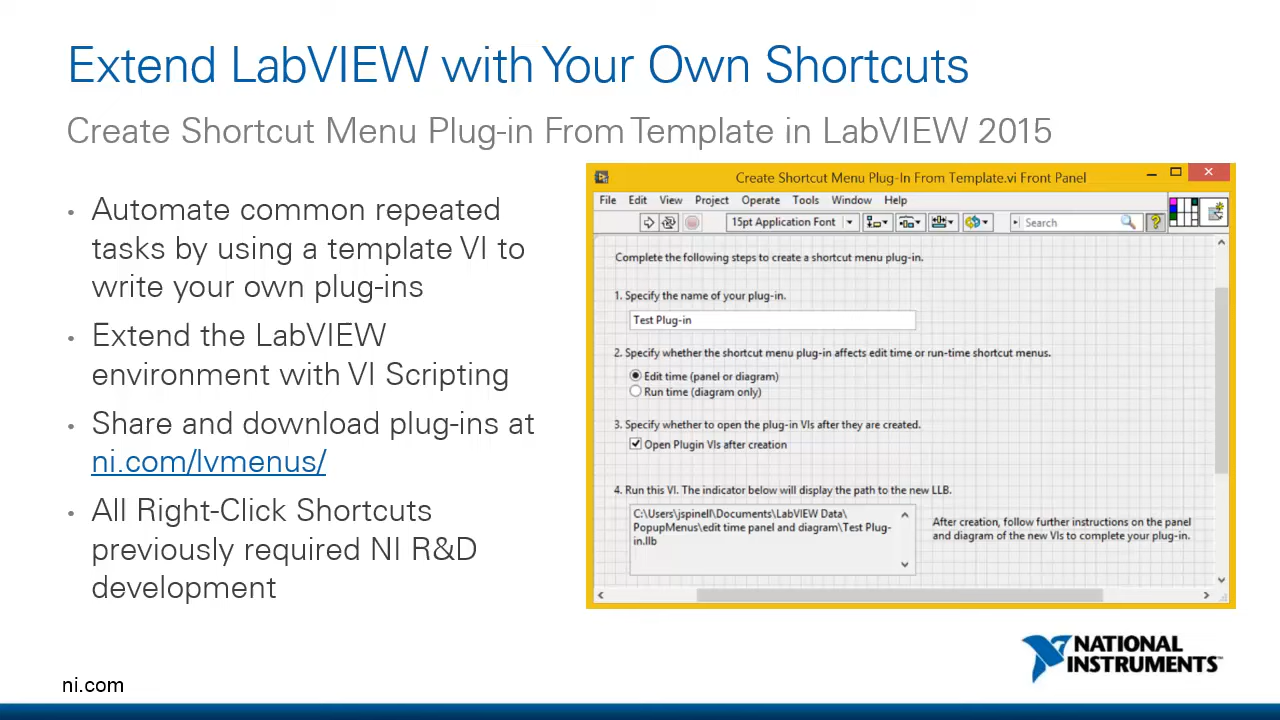 Extend LabVIEW with Your Own Shortcuts
Create Shortcut Menu Plug-in From Template in LabVIEW 2015
• Automate common repeated
tasks by using a template VI to
write your own plug-ins
• Extend the LabVIEW
environment with VI Scripting
• Share and download plug-ins at
ni.com/lvmenus/
• All Right-Click Shortcuts
previously required NI R&D
development
Create Shortcut Menu Plug-In From Template.vi Front Panel
File Edit View Project Operate Tools Window Help
15pt Application Font Search ?
Complete the following steps to create a shortcut menu plug-in.
1. Specify the name of your plug-in.
Test Plug-in
2. Specify whether the shortcut menu plug-in affects edit time or run-time shortcut menus.
Edit time (panel or diagram)
Run time (diagram only)
3. Specify whether to open the plug-in VIs after they are created.
Open Plugin VIs after creation
4. Run this VI. The indicator below will display the path to the new LLB.
C:\Users\jspinell\Documents\LabVIEW Data\
PopupMenus\edit time panel and diagram\Test Plug-
in.llb
After creation, follow further instructions on the panel
and diagram of the new VIs to complete your plug-in.
NATIONAL
INSTRUMENTS™
ni.com